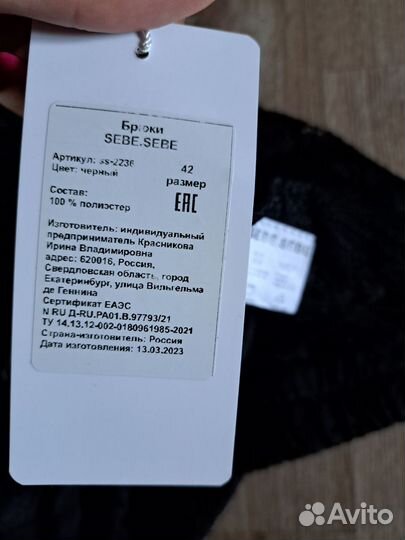 Брюки
SEBE.SEBE
Артикул: ss-2236
Цвет: черный
42
размер
Состав:
100 % полиэстер
EAC
Изготовитель: индивидуальный
предприниматель Красникова
Ирина Владимировна
адрес: 620016, Россия,
Свердловская область, город
Екатеринбург, улица Вильгельма
де Геннина
Сертификат ЕАЭС
N RU Д-RU.РА01.В.97793/21
ТУ 14.13.12-002-0180961985-2021
Страна-изготовитель: Россия
Дата изготовления: 13.03.2023
Avito